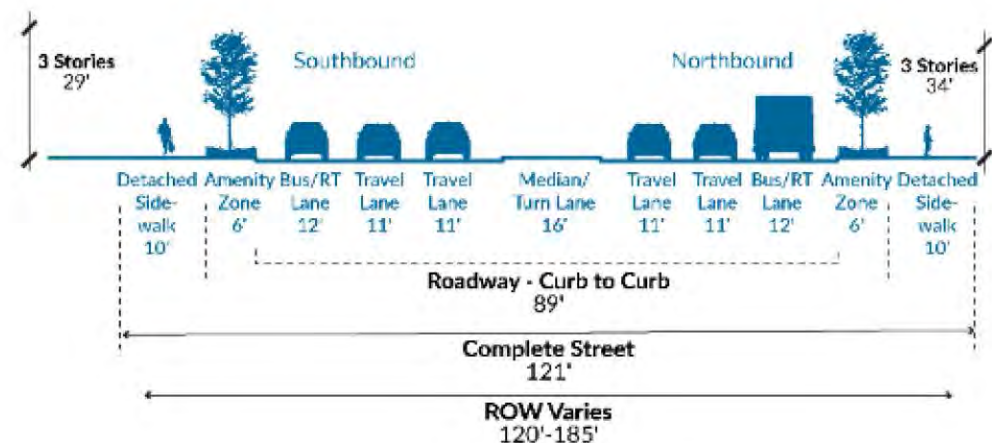 Southbound
Northbound
3 Stories
29'
3 Stories
34'
Detached
Side-
walk
10'
Amenity
Zone
6'
Bus/RT
Lane
12'
Travel
Lane
11'
Travel
Lane
11'
Median/
Turn Lane
16'
Travel
Lane
11'
Travel
Lane
11'
Bus/RT
Lane
12'
Amenity
Zone
6'
Detached
Side-
walk
10'
Roadway - Curb to Curb
89'
Complete Street
121'
ROW Varies
120'-185'